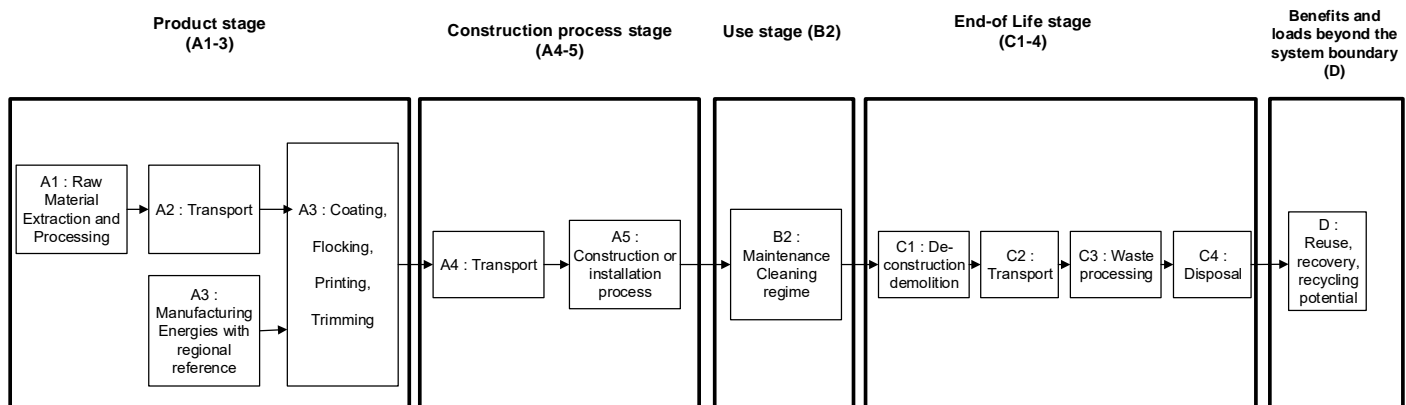 Product stage
(A1-3)
Construction process stage
(A4-5)
Use stage (B2)
End-of Life stage
(C1-4)
Benefits and
loads beyond the
system boundary
(D)
A1 : Raw
Material
Extraction and
Processing
A2 : Transport
A3 :
Manufacturing
Energies with
regional
reference
A3 : Coating,
Flocking,
Printing,
Trimming
A4 : Transport
A5 :
Construction or
installation
process
B2 :
Maintenance
Cleaning
regime
C1 : De-
construction
demolition
C2 :
Transport
C3 : Waste
processing
C4 :
Disposal
D :
Reuse,
recovery,
recycling
potential